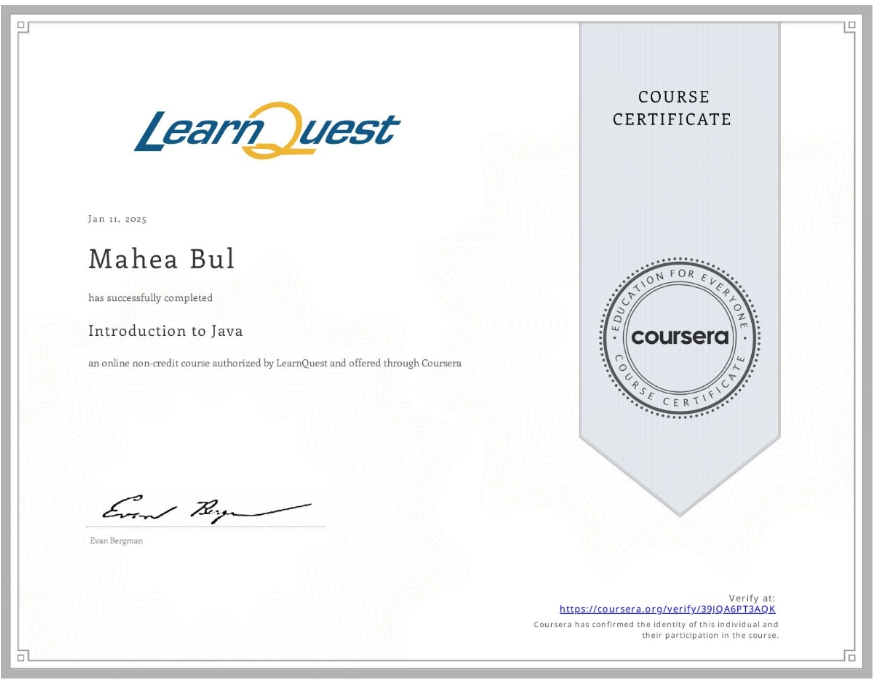 LearnQuest
COURSE
CERTIFICATE
Jan 11, 2025
Mahea Bul
has successfully completed
Introduction to Java
an online non-credit course authorized by LearnQuest and offered through Coursera
EDUCATION FOR EVERYONE
coursera
COURSE CERTIFICATE
Evan Bergman
Evan Bergman
Verify at:
https://coursera.org/verify/39JQA6PT3AQK
Coursera has confirmed the identity of this individual and
their participation in the course.